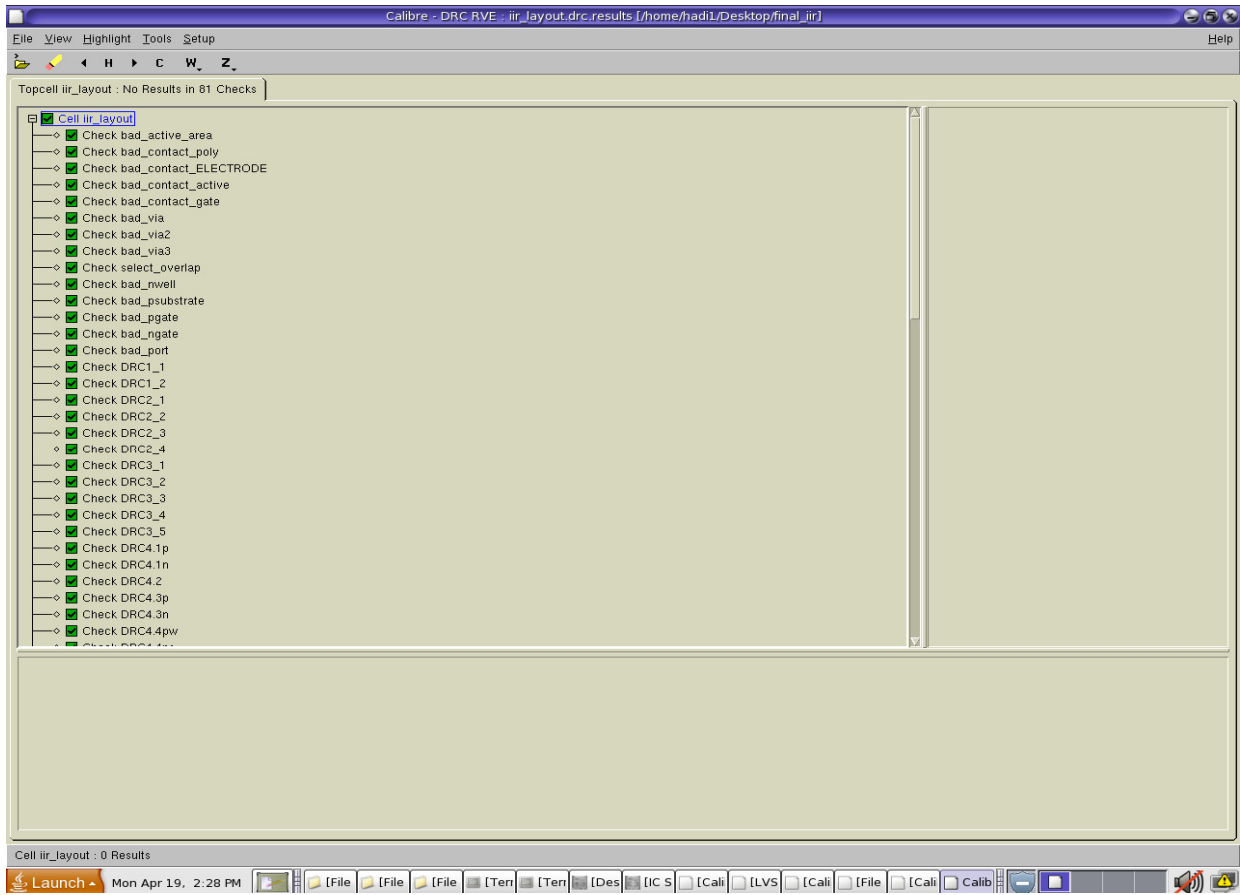 Calibre - DRC RVE : iir_layout.drc.results [/home/hadi1/Desktop/final_iir]
File View Highlight Tools Setup Help
H C W Z
Topcell iir_layout : No Results in 81 Checks
Cell iir_layout
Check bad_active_area
Check bad_contact_poly
Check bad_contact_ELECTRODE
Check bad_contact_active
Check bad_contact_gate
Check bad_via
Check bad_via2
Check bad_via3
Check select_overlap
Check bad_nwell
Check bad_psubstrate
Check bad_pgate
Check bad_ngate
Check bad_port
Check DRC1_1
Check DRC1_2
Check DRC2_1
Check DRC2_2
Check DRC2_3
Check DRC2_4
Check DRC3_1
Check DRC3_2
Check DRC3_3
Check DRC3_4
Check DRC3_5
Check DRC4.1p
Check DRC4.1n
Check DRC4.2
Check DRC4.3p
Check DRC4.3n
Check DRC4.4pw
Cell iir_layout : 0 Results
Launch Mon Apr 19, 2:28 PM [File [File [File [Terr [Terr [Des [IC S [Cali [LVS [Cali [File [Cali Calib